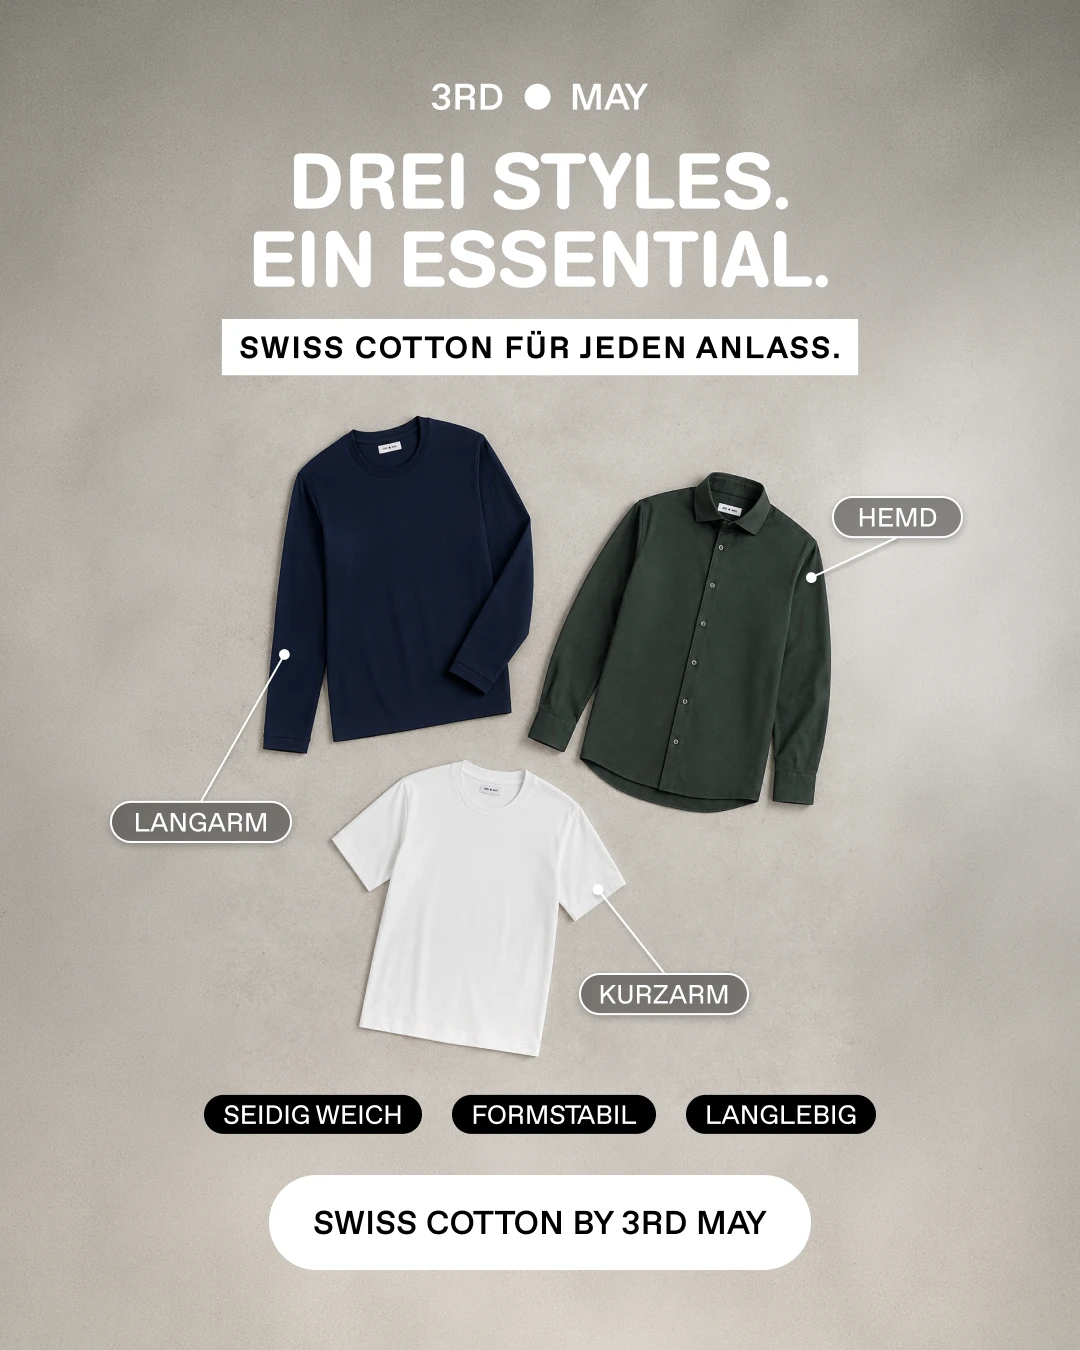 3RD ● MAY
DREI STYLES.
EIN ESSENTIAL.
SWISS COTTON FÜR JEDEN ANLASS.
HEMD
LANGARM
KURZARM
SEIDIG WEICH
FORMSTABIL
LANGLEBIG
SWISS COTTON BY 3RD MAY